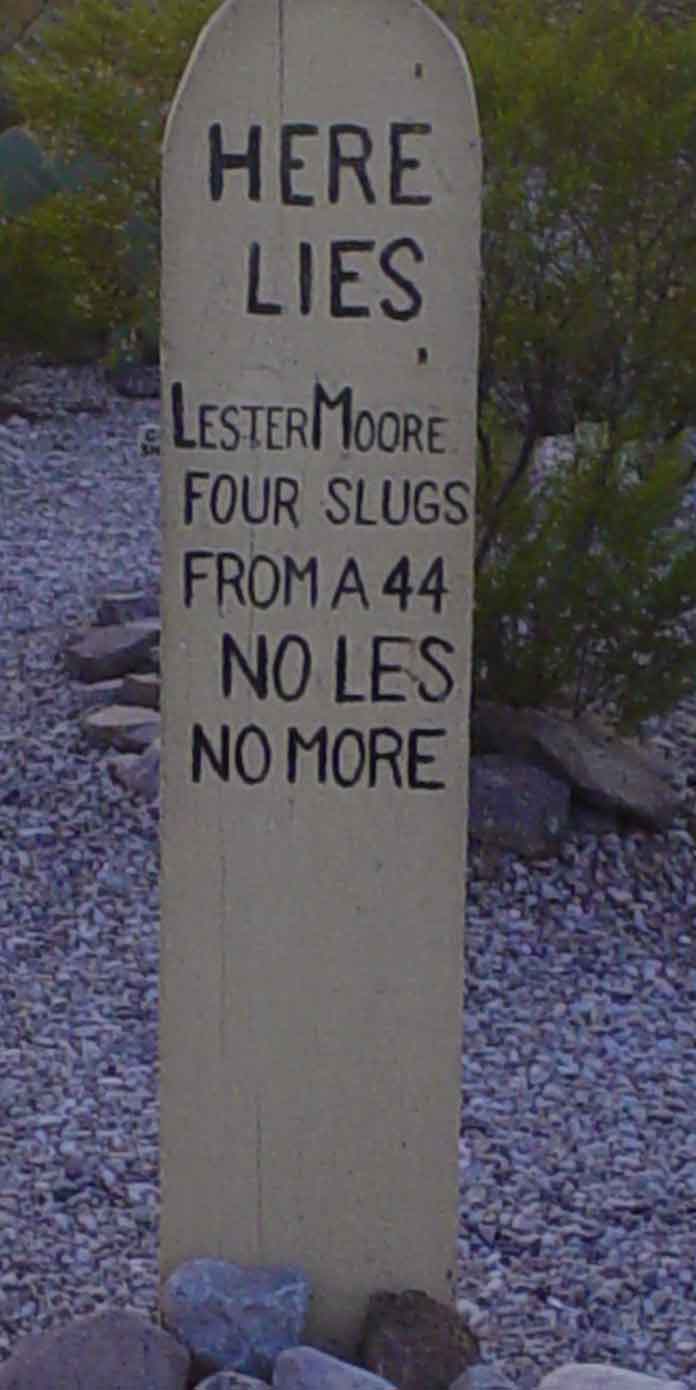 HERE
LIES
LESTER MOORE
FOUR SLUGS
FROM A 44
NO LES
NO MORE